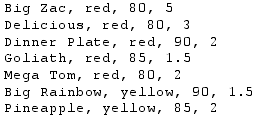 Big Zac, red, 80, 5
Delicious, red, 80, 3
Dinner Plate, red, 90, 2
Goliath, red, 85, 1.5
Mega Tom, red, 80, 2
Big Rainbow, yellow, 90, 1.5
Pineapple, yellow, 85, 2